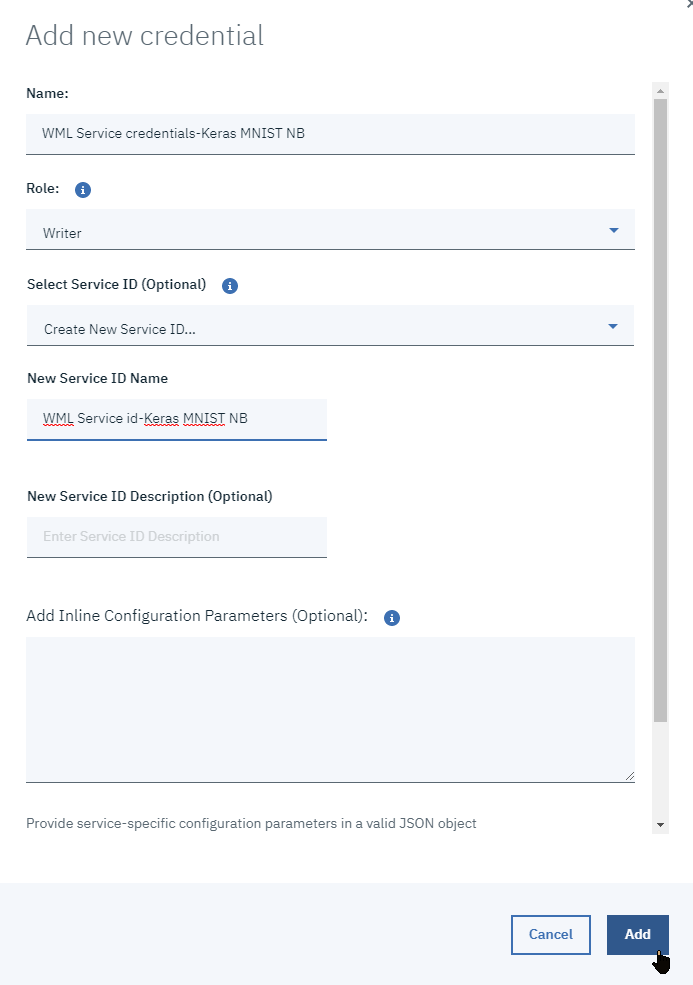 Add new credential
Name:
WML Service credentials-Keras MNIST NB
Role:
Writer
Select Service ID (Optional)
Create New Service ID...
New Service ID Name
WML Service id-Keras MNIST NB
New Service ID Description (Optional)
Enter Service ID Description
Add Inline Configuration Parameters (Optional):
Provide service-specific configuration parameters in a valid JSON object
Cancel Add